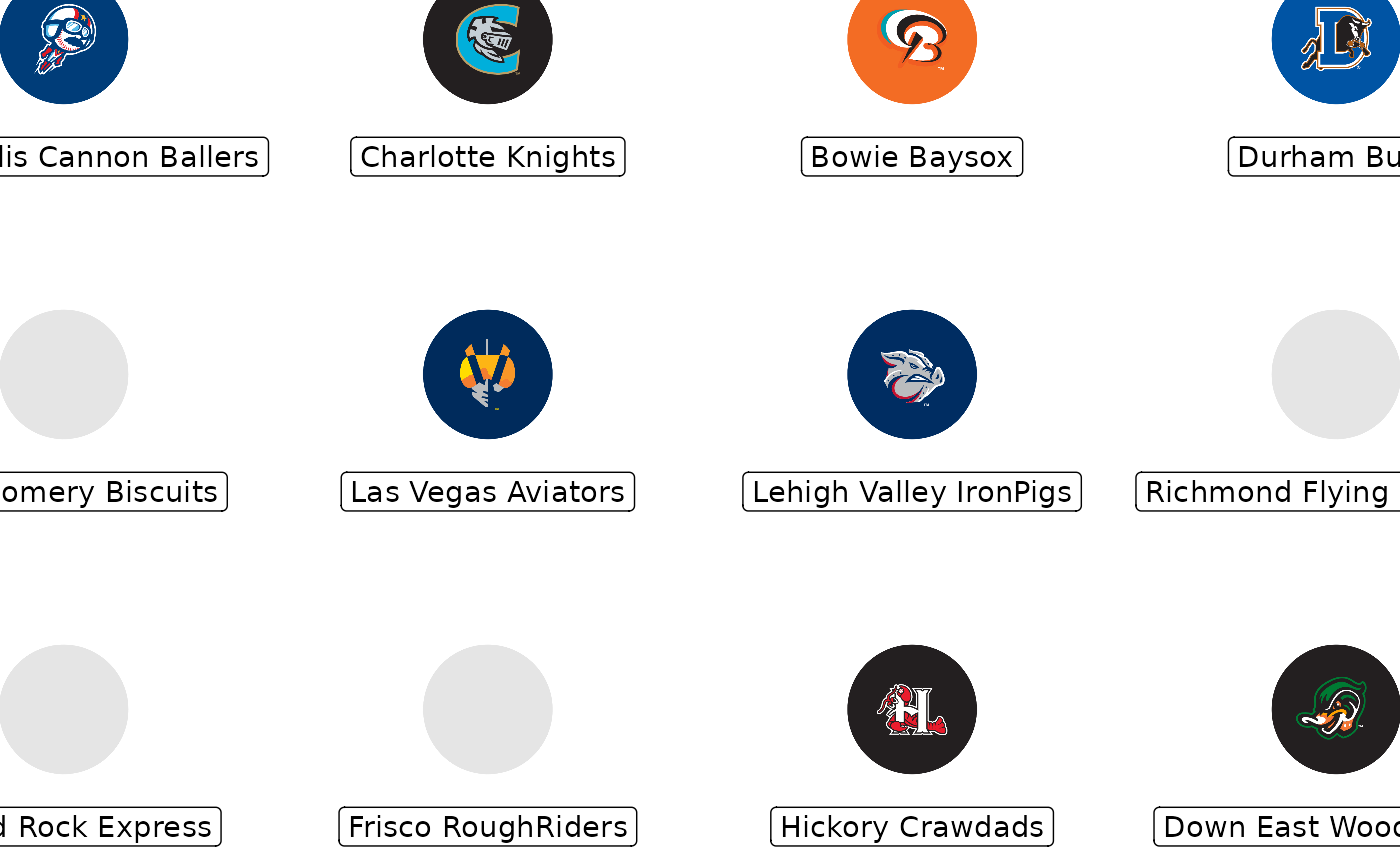 lis Cannon Ballers
Charlotte Knights
Bowie Baysox
Durham Bu
omery Biscuits
Las Vegas Aviators
Lehigh Valley IronPigs
Richmond Flying
Rock Express
Frisco RoughRiders
Hickory Crawdads
Down East Wood